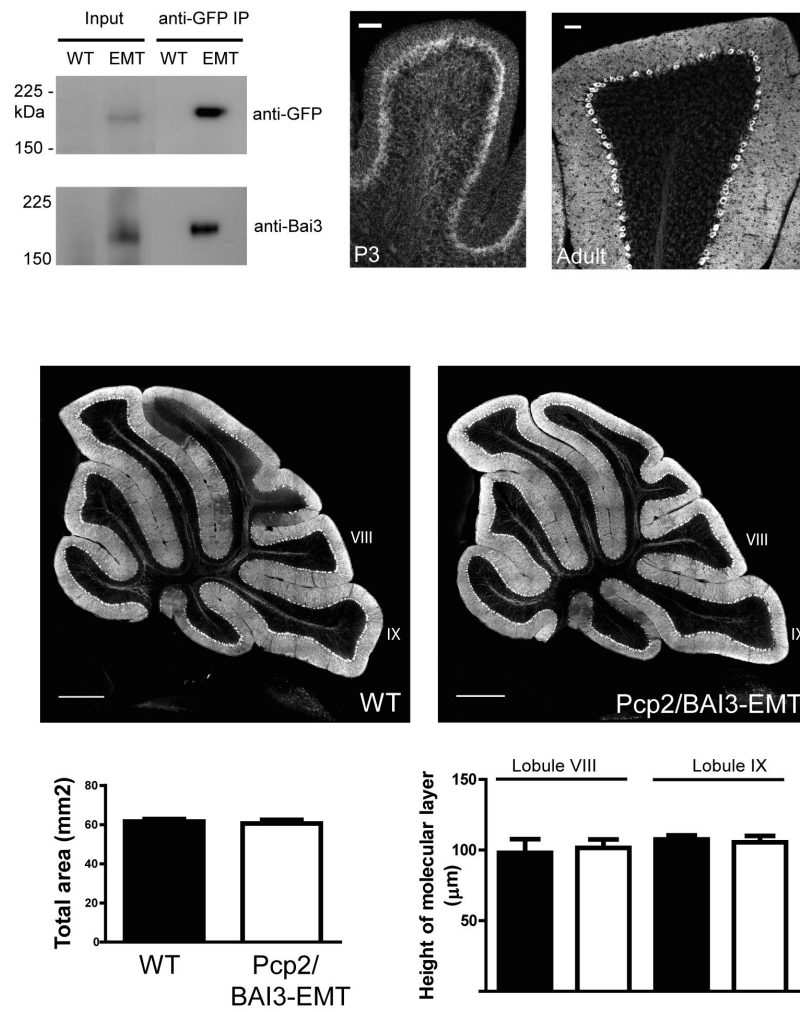 Input anti-GFP IP
WT EMT WT EMT
225 -
kDa
150 -
anti-GFP
225
150
anti-Bai3
P3
Adult
VIII
IX
WT
VIII
IX
Pcp2/BAI3-EMT
Total area (mm2)
80
60
40
20
0
WT
Pcp2/
BAI3-EMT
Height of molecular layer
(μm)
150
100
50
Lobule VIII
Lobule IX